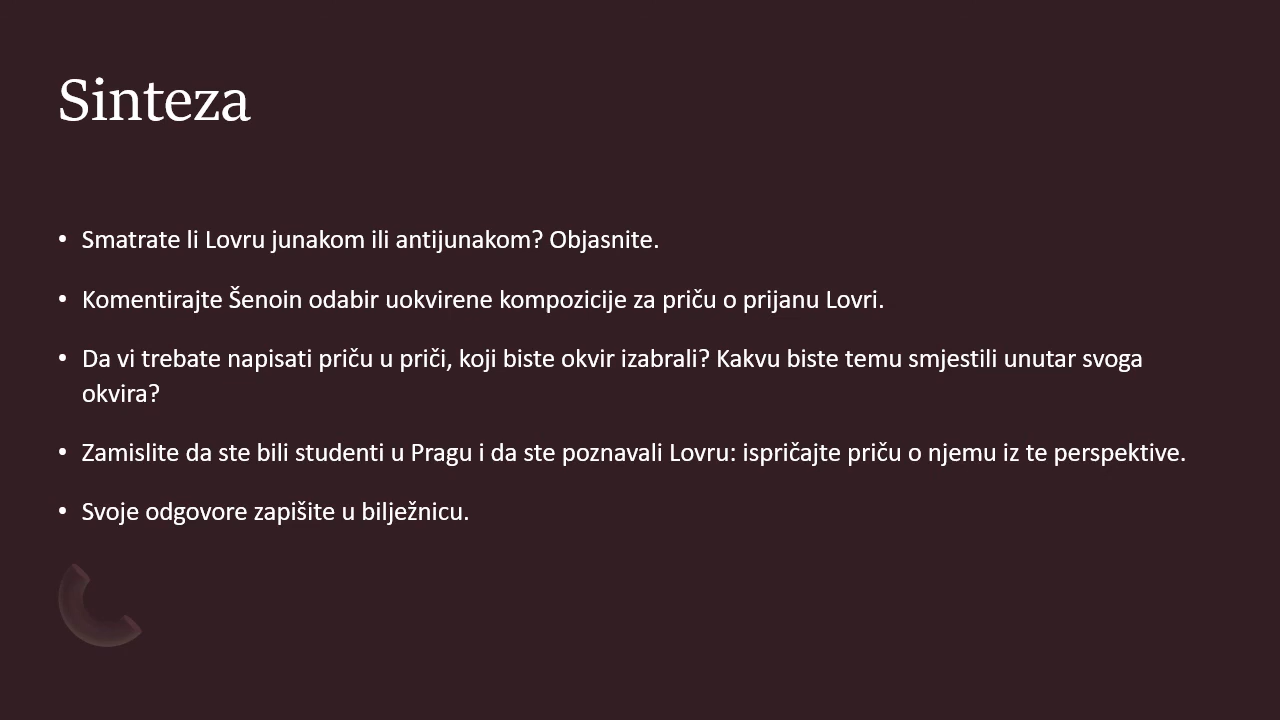 Sinteza
• Smatrate li Lovru junakom ili antijunakom? Objasnite.
• Komentirajte Šenoin odabir uokvirene kompozicije za priču o prijanu Lovri.
• Da vi trebate napisati priču u priči, koji biste okvir izabrali? Kakvu biste temu smjestili unutar svoga
okvira?
• Zamislite da ste bili studenti u Pragu i da ste poznavali Lovru: ispričajte priču o njemu iz te perspektive.
• Svoje odgovore zapišite u bilježnicu.